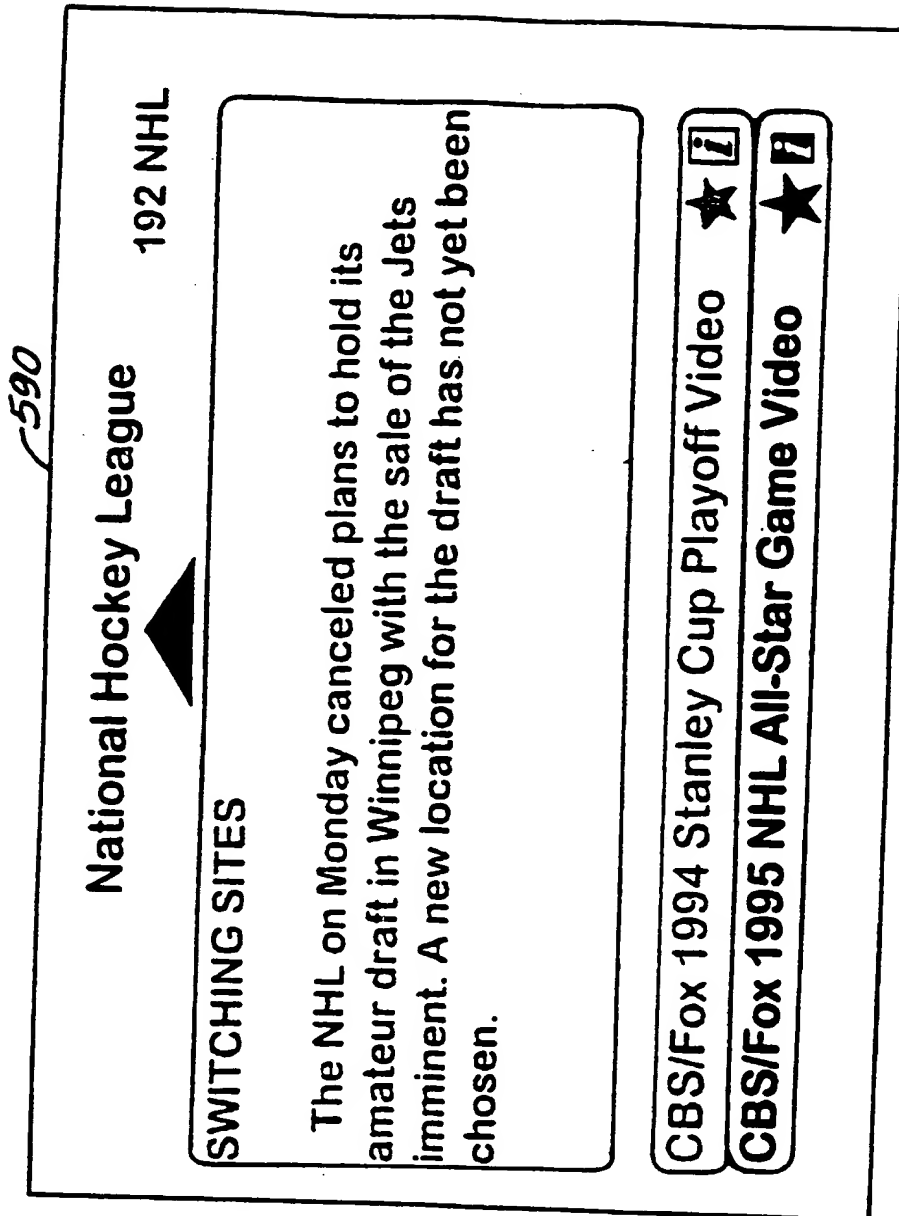 590
National Hockey League
192 NHL
SWITCHING SITES
The NHL on Monday canceled plans to hold its
amateur draft in Winnipeg with the sale of the Jets
imminent. A new location for the draft has not yet been
chosen.
CBS/Fox 1994 Stanley Cup Playoff Video i
CBS/Fox 1995 NHL All-Star Game Video i